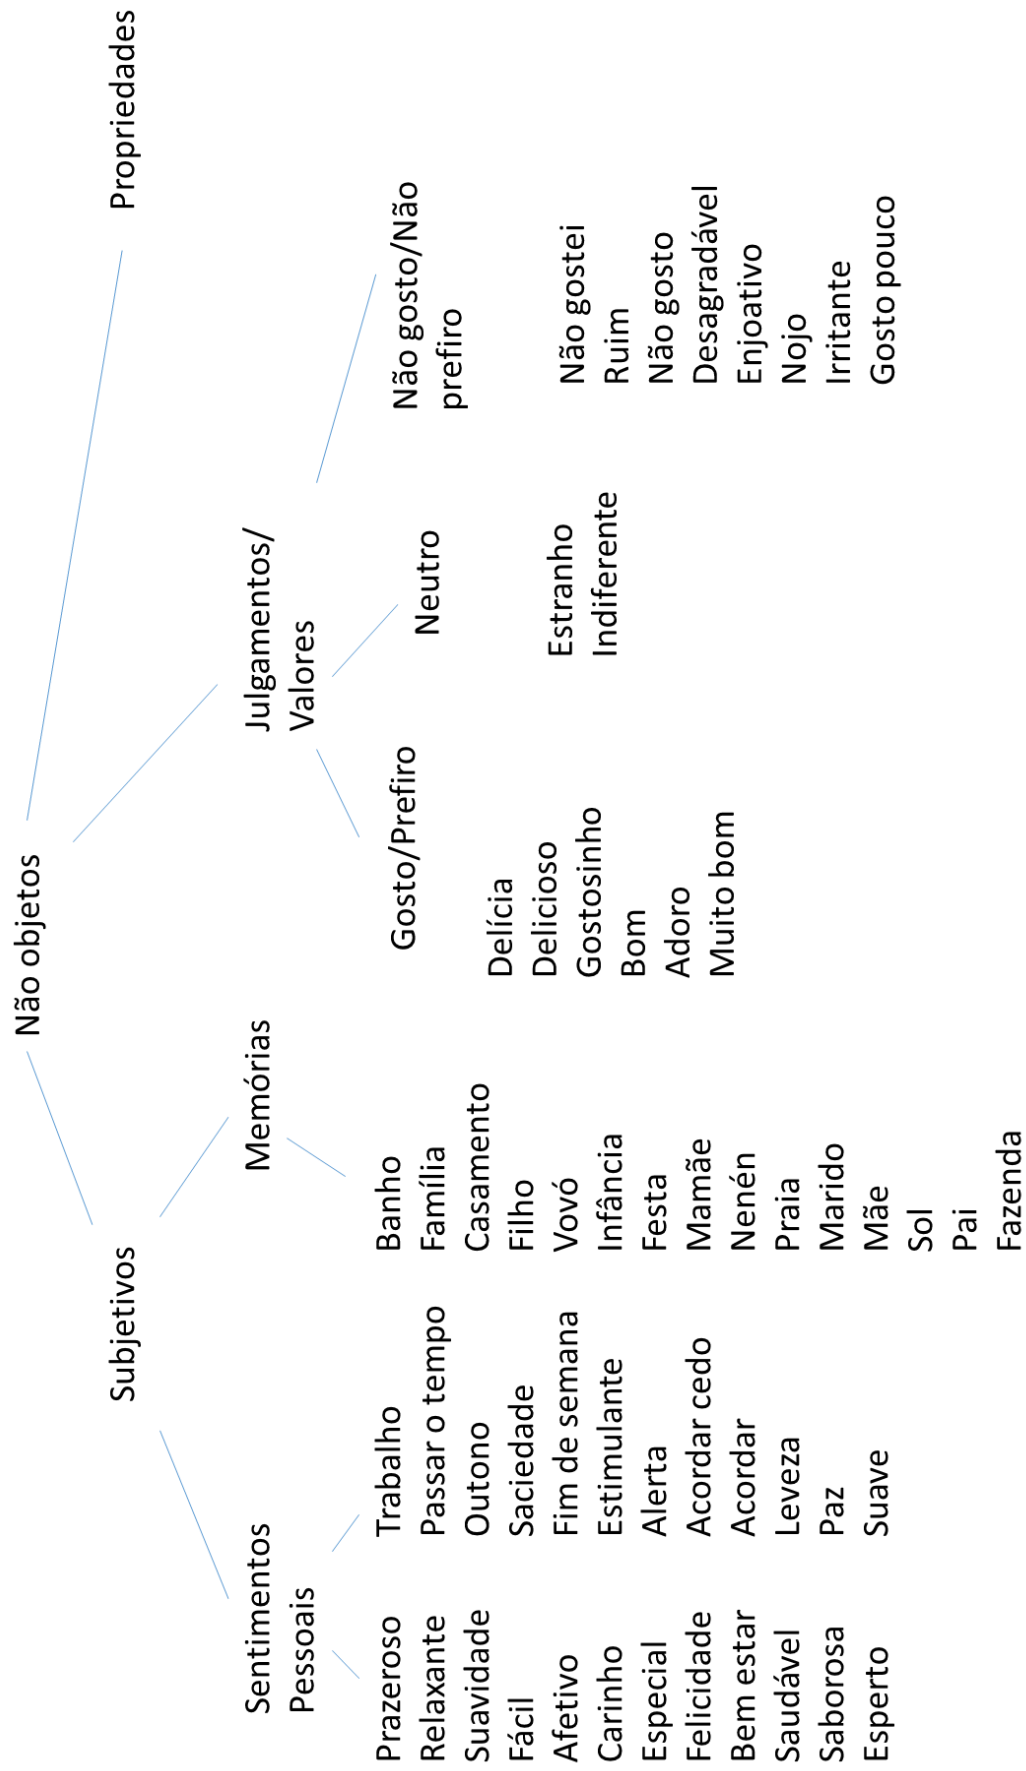 Não objetos
Subjetivos
Propriedades
Sentimentos
Pessoais
Memórias
Julgamentos/
Valores
Prazeroso
Relaxante
Suavidade
Fácil
Afetivo
Carinho
Especial
Felicidade
Bem estar
Saudável
Saborosa
Esperto
Trabalho
Passar o tempo
Outono
Saciedade
Fim de semana
Estimulante
Alerta
Acordar cedo
Acordar
Leveza
Paz
Suave
Banho
Família
Casamento
Filho
Vovó
Infância
Festa
Mamãe
Nenén
Praia
Marido
Mãe
Sol
Pai
Fazenda
Gosto/Prefiro
Delícia
Delicioso
Gostosinho
Bom
Adoro
Muito bom
Neutro
Estranho
Indiferente
Não gosto/Não
prefiro
Não gostei
Ruim
Não gosto
Desagradável
Enjoativo
Nojo
Irritante
Gosto pouco